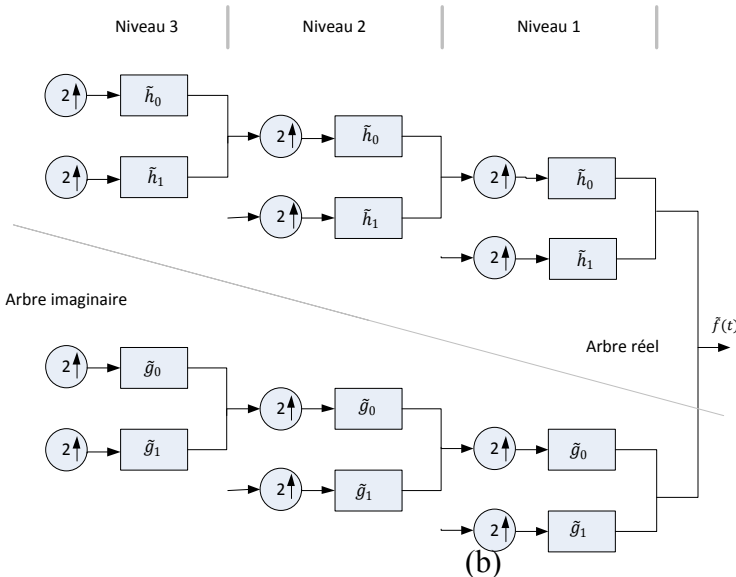 Niveau 3 Niveau 2 Niveau 1
2 h̃₀
2 h̃₁
2 h̃₀
2 h̃₁
2 h̃₀
2 h̃₁
Arbre imaginaire
Arbre réel
f̃(t)
2 g̃₀
2 g̃₁
2 g̃₀
2 g̃₁
2 g̃₀
2 g̃₁
(b)